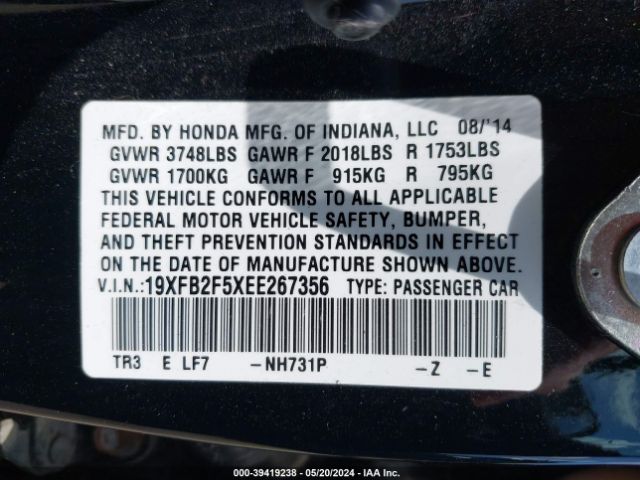 MFD. BY HONDA MFG. OF INDIANA, LLC 08/'14
GVWR 3748LBS GAWR F 2018LBS R 1753LBS
GVWR 1700KG GAWR F 915KG R 795KG
THIS VEHICLE CONFORMS TO ALL APPLICABLE
FEDERAL MOTOR VEHICLE SAFETY, BUMPER,
AND THEFT PREVENTION STANDARDS IN EFFECT
ON THE DATE OF MANUFACTURE SHOWN ABOVE.
V.I.N.:19XFB2F5XEE267356 TYPE: PASSENGER CAR
TR3 E LF7 -NH731P -Z -E
000-39419238 - 05/20/2024 - IAA Inc.